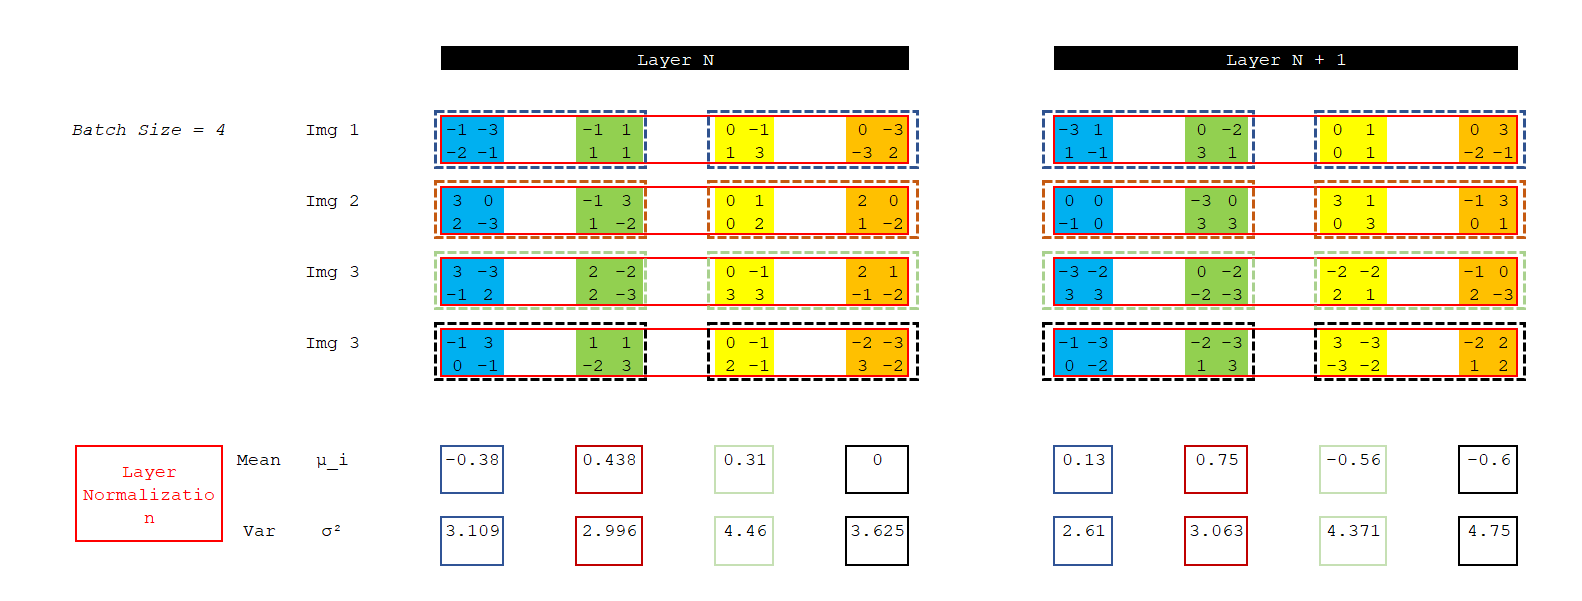 Layer N Layer N + 1
Batch Size = 4 Img 1 −1 −3 −1 1 0 −1 0 −3 −3 1 0 −2 0 1 0 3
−2 −1 1 1 1 3 −3 2 1 −1 3 1 0 1 −2 −1
Img 2 3 0 −1 3 0 1 2 0 0 0 −3 0 3 1 −1 3
2 −3 1 −2 0 2 1 −2 −1 0 3 3 0 3 0 1
Img 3 3 −3 2 −2 0 −1 2 1 −3 −2 0 −2 −2 −2 −1 0
−1 2 2 −3 3 3 −1 −2 3 3 −2 −3 2 1 2 −3
Img 3 −1 3 1 1 0 −1 −2 −3 −1 −3 −2 −3 3 −3 −2 2
0 −1 −2 3 2 −1 3 −2 0 −2 1 3 −3 −2 1 2
Layer
Normalizatio
n
Mean μ_i −0.38 0.438 0.31 0 0.13 0.75 −0.56 −0.6
Var σ² 3.109 2.996 4.46 3.625 2.61 3.063 4.371 4.75